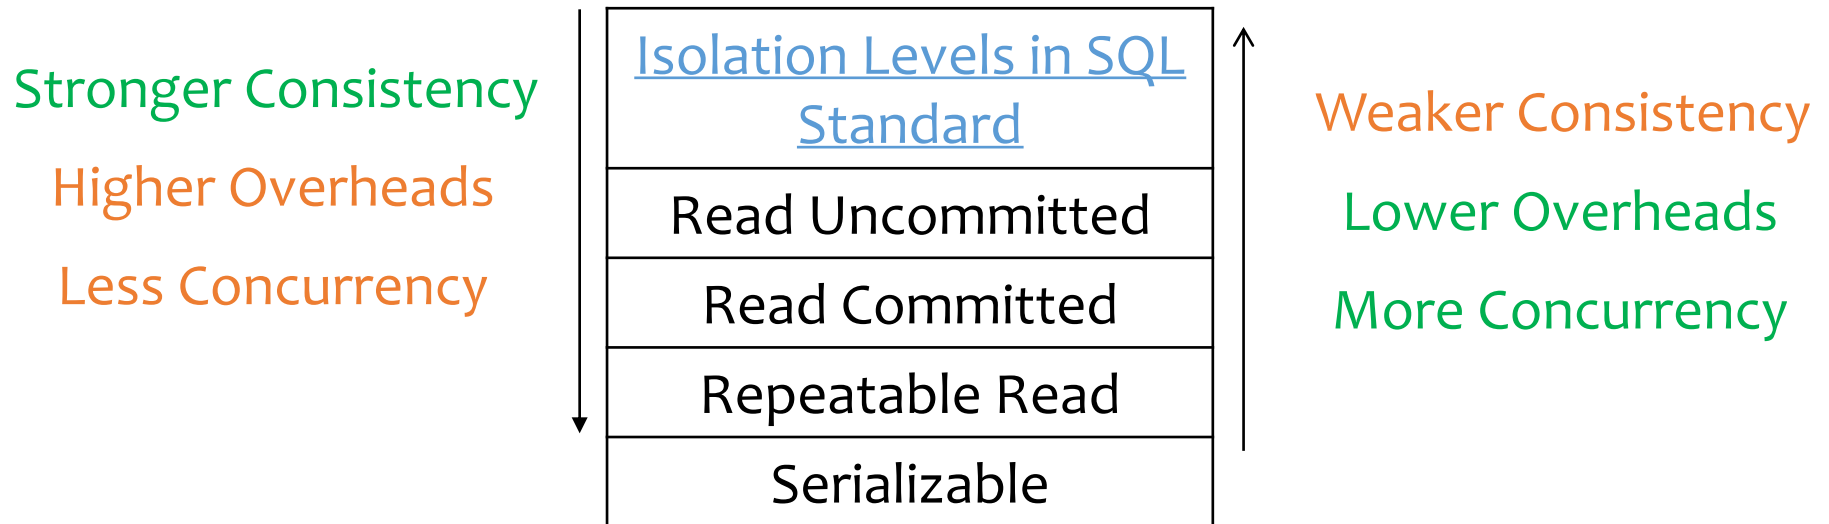 Stronger Consistency
Higher Overheads
Less Concurrency
Isolation Levels in SQL
Standard
Read Uncommitted
Read Committed
Repeatable Read
Serializable
Weaker Consistency
Lower Overheads
More Concurrency